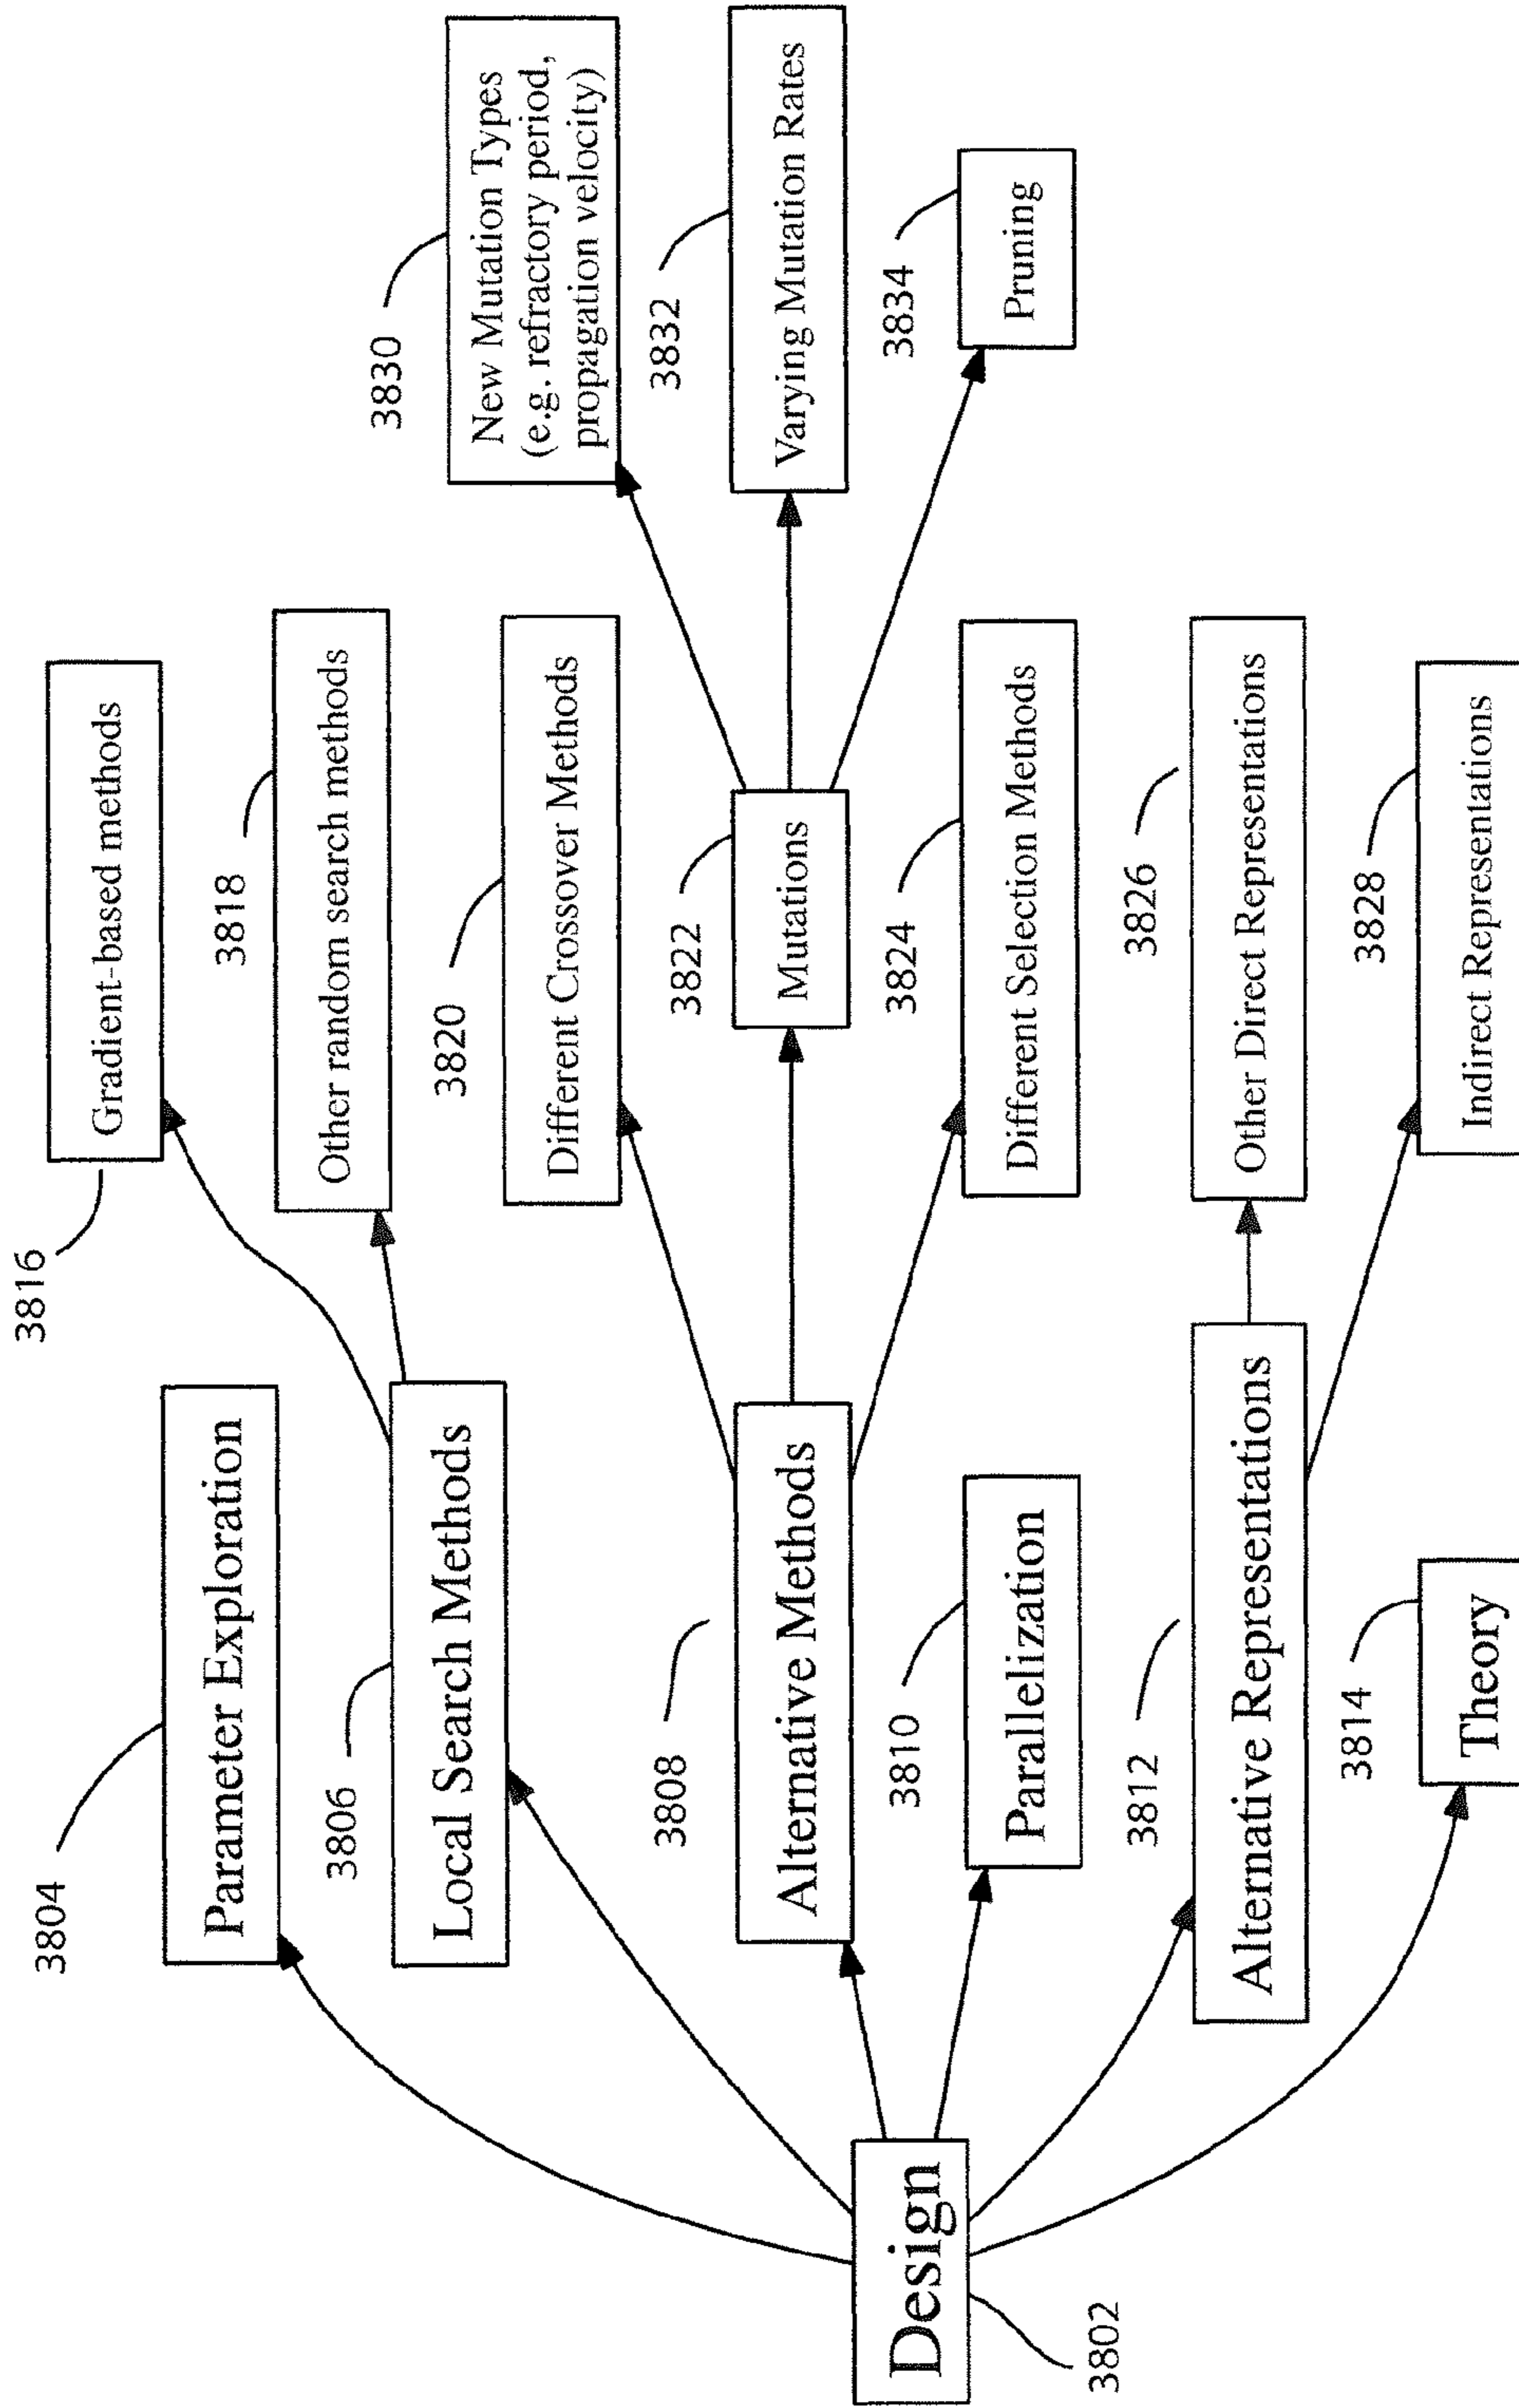 Design
3802
3804
Parameter Exploration
3806
Local Search Methods
3808
Alternative Methods
3810
Parallelization
3812
Alternative Representations
3814
Theory
3816
Gradient-based methods
3818
Other random search methods
3820
Different Crossover Methods
3822
Mutations
3824
Different Selection Methods
3826
Other Direct Representations
3828
Indirect Representations
3830
New Mutation Types
(e.g. refractory period,
propagation velocity)
3832
Varying Mutation Rates
3834
Pruning